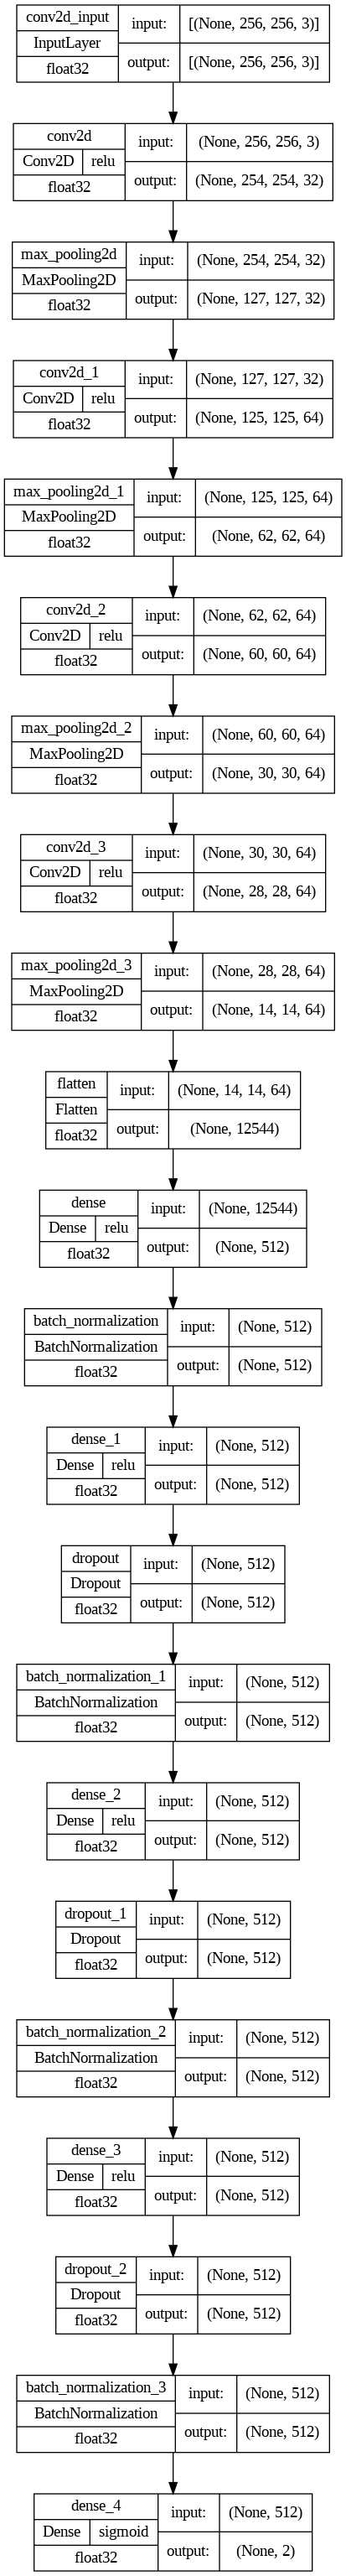 conv2d_input input: [(None, 256, 256, 3)]
InputLayer
float32 output: [(None, 256, 256, 3)]
conv2d input: (None, 256, 256, 3)
Conv2D relu
float32 output: (None, 254, 254, 32)
max_pooling2d input: (None, 254, 254, 32)
MaxPooling2D
float32 output: (None, 127, 127, 32)
conv2d_1 input: (None, 127, 127, 32)
Conv2D relu
float32 output: (None, 125, 125, 64)
max_pooling2d_1 input: (None, 125, 125, 64)
MaxPooling2D
float32 output: (None, 62, 62, 64)
conv2d_2 input: (None, 62, 62, 64)
Conv2D relu
float32 output: (None, 60, 60, 64)
max_pooling2d_2 input: (None, 60, 60, 64)
MaxPooling2D
float32 output: (None, 30, 30, 64)
conv2d_3 input: (None, 30, 30, 64)
Conv2D relu
float32 output: (None, 28, 28, 64)
max_pooling2d_3 input: (None, 28, 28, 64)
MaxPooling2D
float32 output: (None, 14, 14, 64)
flatten input: (None, 14, 14, 64)
Flatten
float32 output: (None, 12544)
dense input: (None, 12544)
Dense relu
float32 output: (None, 512)
batch_normalization input: (None, 512)
BatchNormalization
float32 output: (None, 512)
dense_1 input: (None, 512)
Dense relu
float32 output: (None, 512)
dropout input: (None, 512)
Dropout
float32 output: (None, 512)
batch_normalization_1 input: (None, 512)
BatchNormalization
float32 output: (None, 512)
dense_2 input: (None, 512)
Dense relu
float32 output: (None, 512)
dropout_1 input: (None, 512)
Dropout
float32 output: (None, 512)
batch_normalization_2 input: (None, 512)
BatchNormalization
float32 output: (None, 512)
dense_3 input: (None, 512)
Dense relu
float32 output: (None, 512)
dropout_2 input: (None, 512)
Dropout
float32 output: (None, 512)
batch_normalization_3 input: (None, 512)
BatchNormalization
float32 output: (None, 512)
dense_4 input: (None, 512)
Dense sigmoid
float32 output: (None, 2)